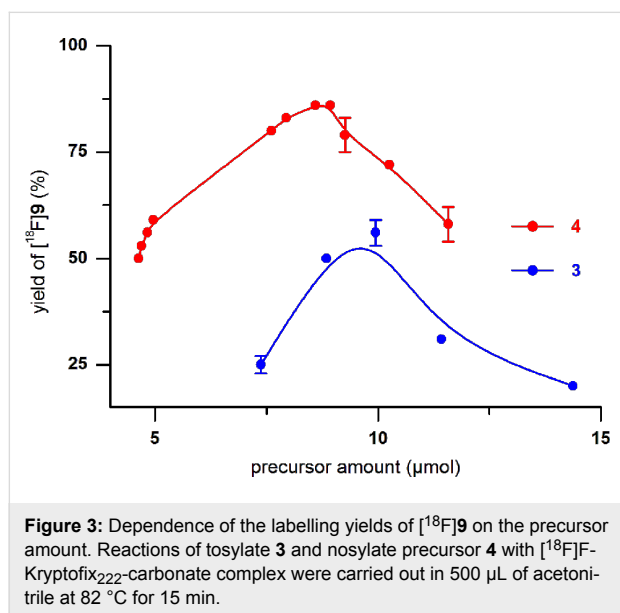 100
75
50
25
yield of [18F]9 (%)
4
3
5
10
15
precursor amount (µmol)
Figure 3: Dependence of the labelling yields of [18F]9 on the precursor
amount. Reactions of tosylate 3 and nosylate precursor 4 with [18F]F-
Kryptofix222-carbonate complex were carried out in 500 µL of acetoni-
trile at 82 °C for 15 min.